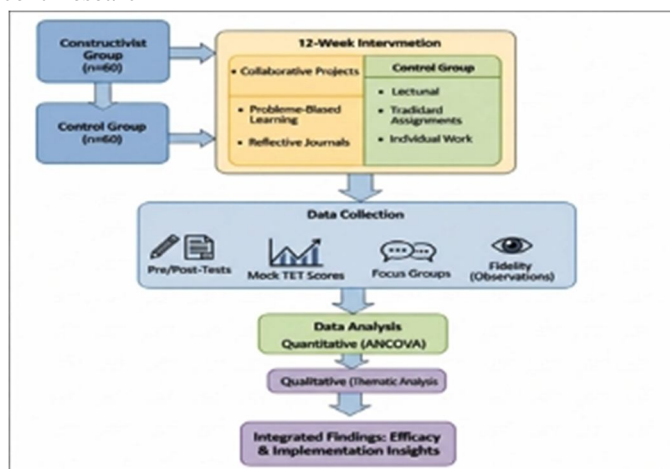 Constructivist
Group
(n=60)
Control Group
(n=60)
12-Week Intervmetion
• Collaborative Projects
• Probleme-Biased
Learning
• Reflective Journals
Control Group
• Lectunal
• Tradidard
Assignments
• Indvidual Work
Data Collection
Pre/Post-Tests
Mock TET Scores
Focus Groups
Fidelity
(Observations)
Data Analysis
Quantitative (ANCOVA)
Qualitative (Thematic Analysis
Integrated Findings: Efficacy
& Implementation Insights